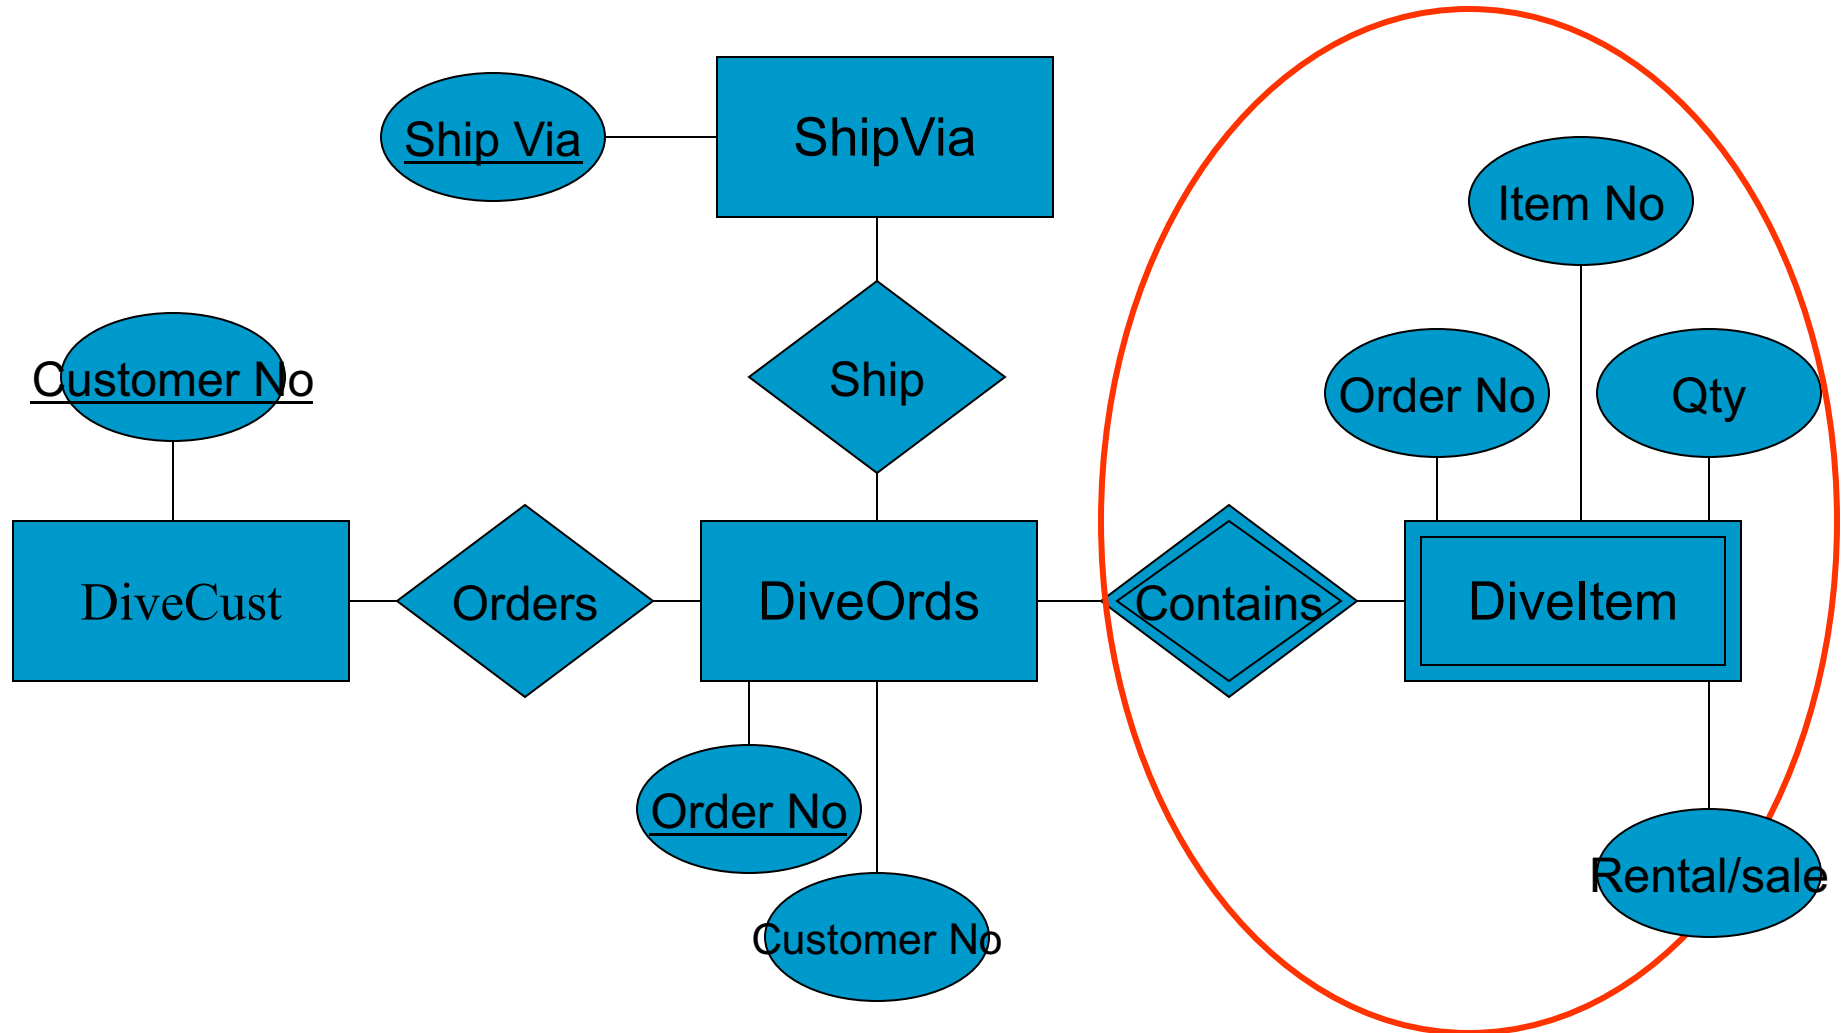 Ship Via
ShipVia
Item No
Customer No
Ship
Order No
Qty
DiveCust
Orders
DiveOrds
Contains
DiveItem
Order No
Rental/sale
Customer No